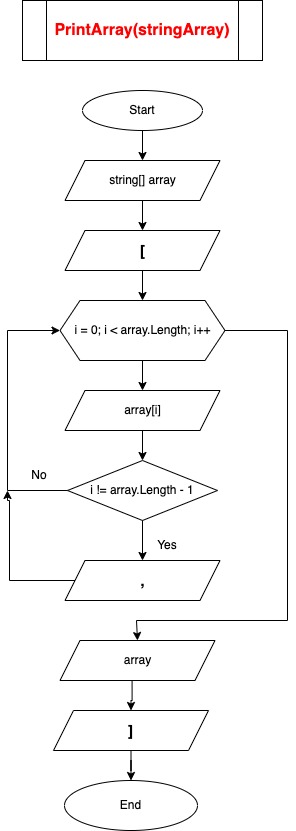 PrintArray(stringArray)
Start
string[] array
[
i = 0; i < array.Length; i++
array[i]
i != array.Length - 1
No
Yes
,
array
]
End